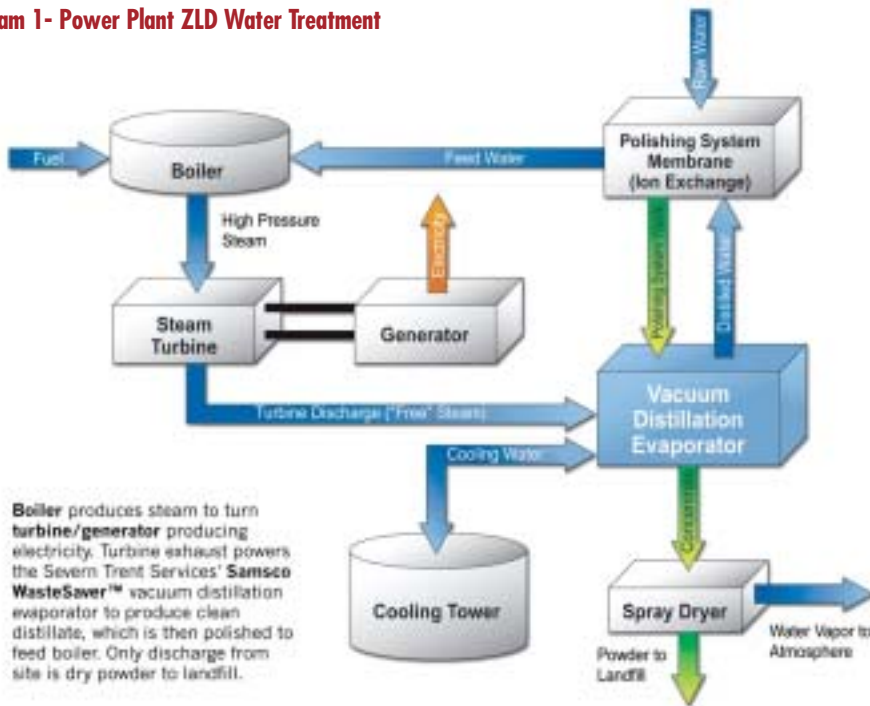 am 1- Power Plant ZLD Water Treatment
Raw Water
Fuel
Boiler
Feed Water
Polishing System
Membrane
(Ion Exchange)
High Pressure
Steam
Electricity
Polishing System
Distilled Water
Steam
Turbine
Generator
Turbine Discharge ("Free" Steam)
Vacuum
Distillation
Evaporator
Cooling Water
Boiler produces steam to turn
turbine/generator producing
electricity. Turbine exhaust powers
the Severn Trent Services' Samsco
WasteSaver™ vacuum distillation
evaporator to produce clean
distillate, which is then polished to
feed boiler. Only discharge from
site is dry powder to landfill.
Cooling Tower
Concentrate
Spray Dryer
Water Vapor to
Atmosphere
Powder to
Landfill